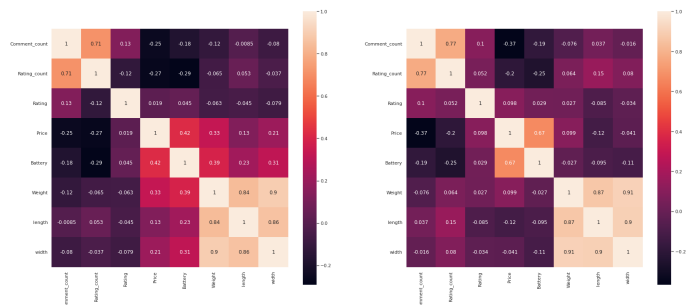 Comment_count 1 0.71 0.13 -0.25 -0.18 -0.12 -0.0085 -0.08
Rating_count 0.71 1 -0.12 -0.27 -0.29 -0.065 0.053 -0.037
Rating 0.13 -0.12 1 0.019 0.045 -0.063 -0.045 -0.079
Price -0.25 -0.27 0.019 1 0.42 0.33 0.13 0.21
Battery -0.18 -0.29 0.045 0.42 1 0.39 0.23 0.31
Weight -0.12 -0.065 -0.063 0.33 0.39 1 0.84 0.9
length -0.0085 0.053 -0.045 0.13 0.23 0.84 1 0.86
width -0.08 -0.037 -0.079 0.21 0.31 0.9 0.86 1
mment_count Rating_count Rating Price Battery Weight length width
1.0
0.8
0.6
0.4
0.2
0.0
-0.2
Comment_count 1 0.77 0.1 -0.37 -0.19 -0.076 0.037 -0.016
Rating_count 0.77 1 0.052 -0.2 -0.25 0.064 0.15 0.08
Rating 0.1 0.052 1 0.098 0.029 0.027 -0.085 -0.034
Price -0.37 -0.2 0.098 1 0.67 0.099 -0.12 -0.041
Battery -0.19 -0.25 0.029 0.67 1 -0.027 -0.095 -0.11
Weight -0.076 0.064 0.027 0.099 -0.027 1 0.87 0.91
length 0.037 0.15 -0.085 -0.12 -0.095 0.87 1 0.9
width -0.016 0.08 -0.034 -0.041 -0.11 0.91 0.9 1
mment_count Rating_count Rating Price Battery Weight length width
1.0
0.8
0.6
0.4
0.2
0.0
-0.2